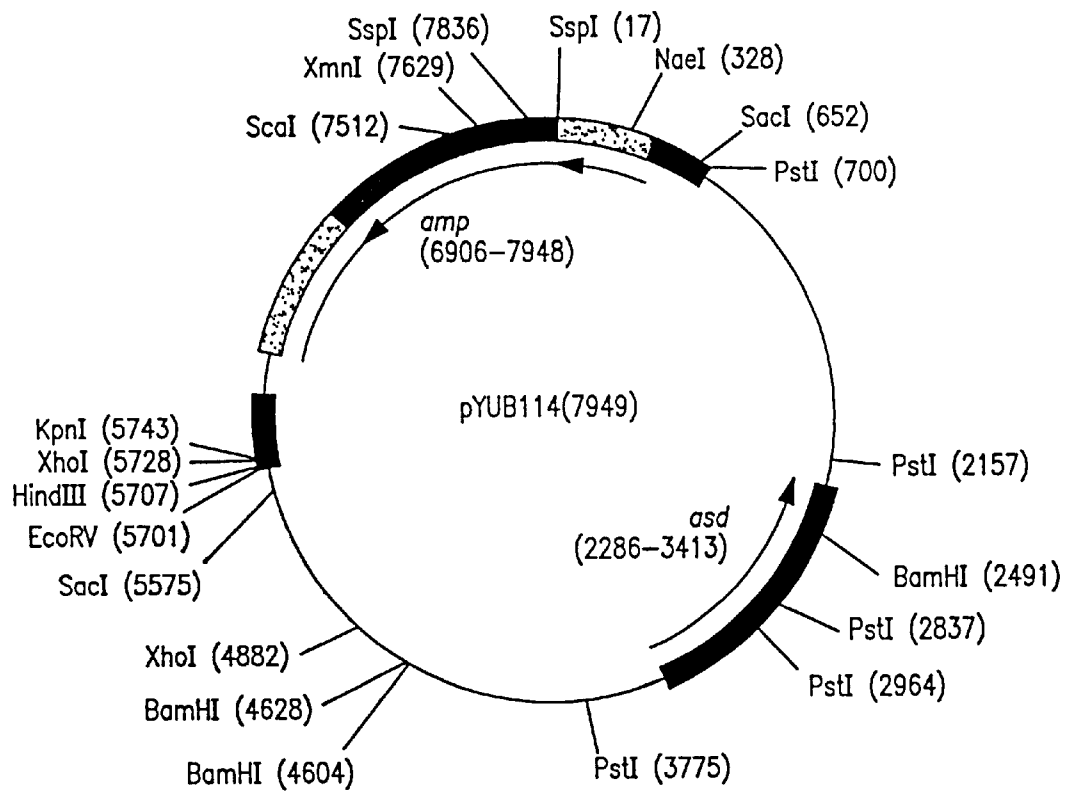 SspI (7836)
SspI (17)
XmnI (7629)
NaeI (328)
ScaI (7512)
SacI (652)
PstI (700)
amp
(6906–7948)
pYUB114(7949)
KpnI (5743)
XhoI (5728)
HindIII (5707)
EcoRV (5701)
SacI (5575)
PstI (2157)
asd
(2286–3413)
BamHI (2491)
PstI (2837)
XhoI (4882)
PstI (2964)
BamHI (4628)
BamHI (4604)
PstI (3775)